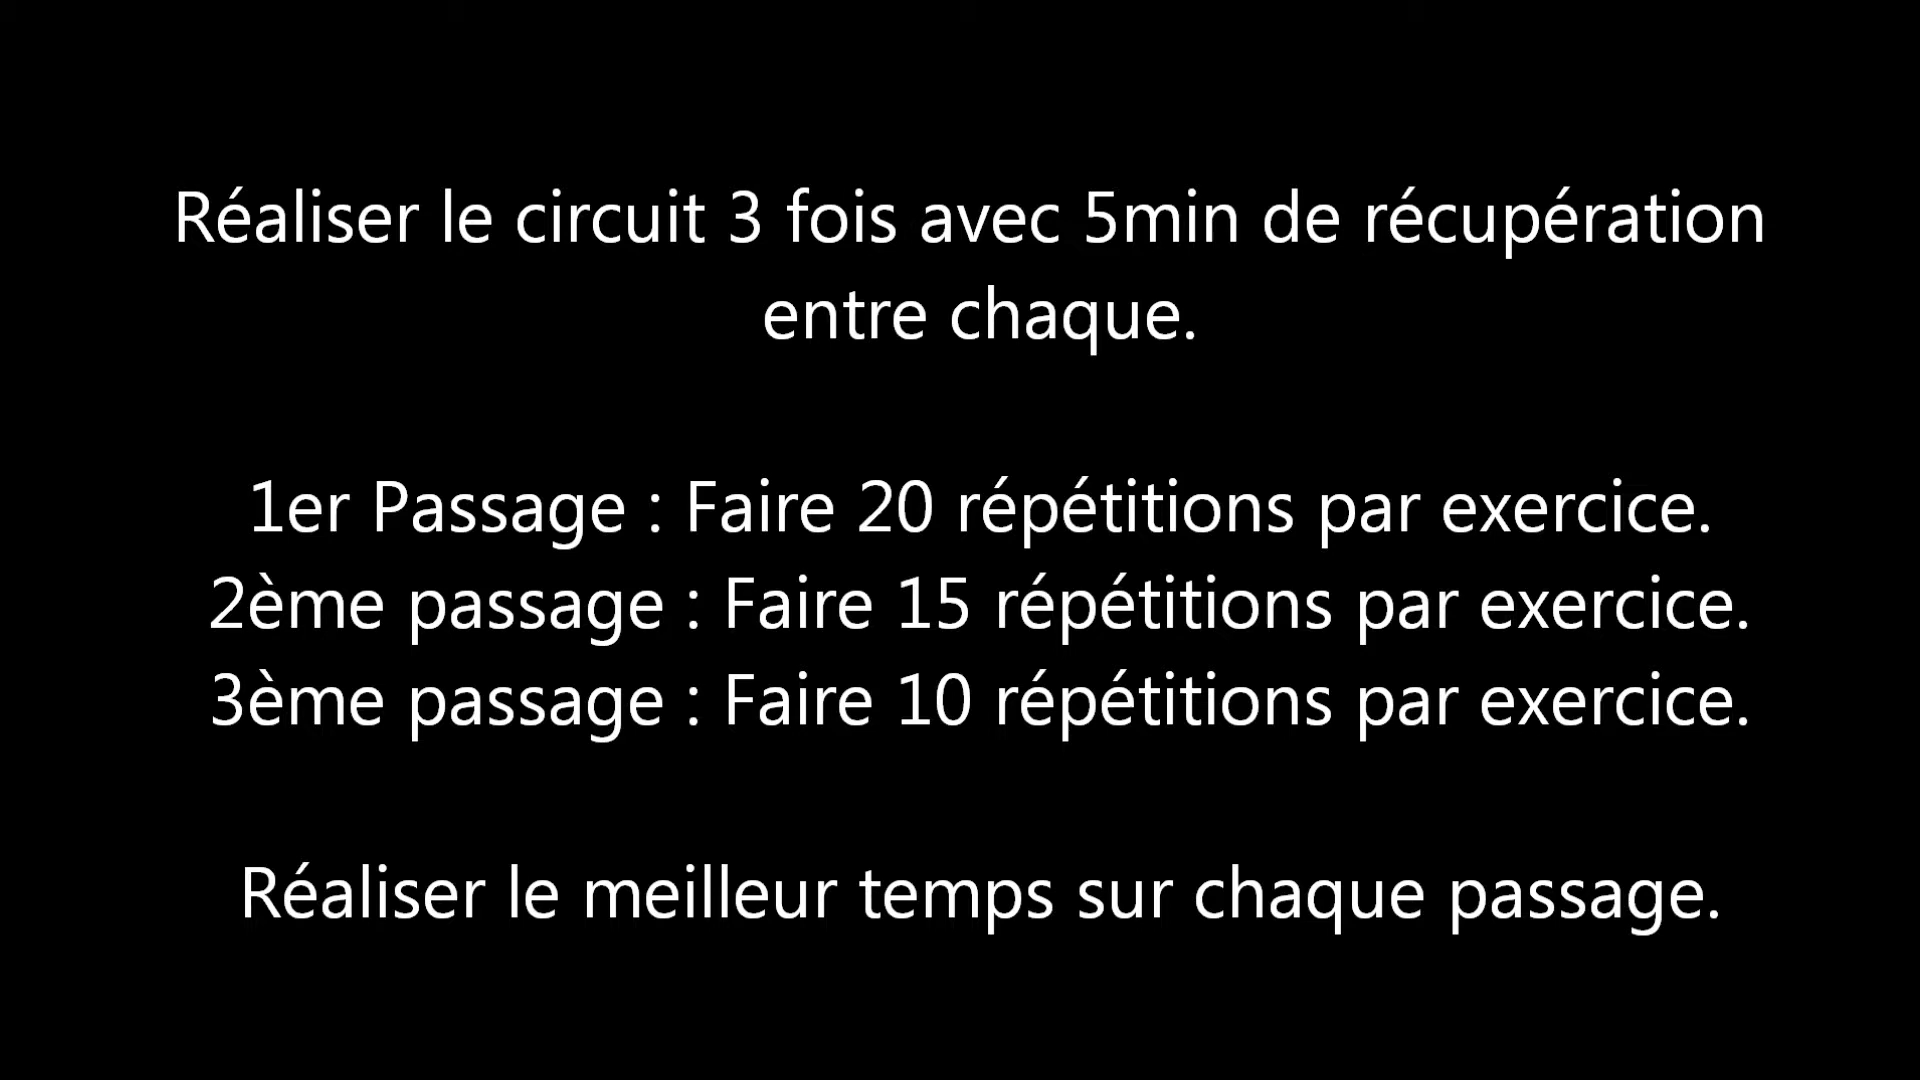 Réaliser le circuit 3 fois avec 5min de récupération
entre chaque.
1er Passage : Faire 20 répétitions par exercice.
2ème passage : Faire 15 répétitions par exercice.
3ème passage : Faire 10 répétitions par exercice.
Réaliser le meilleur temps sur chaque passage.